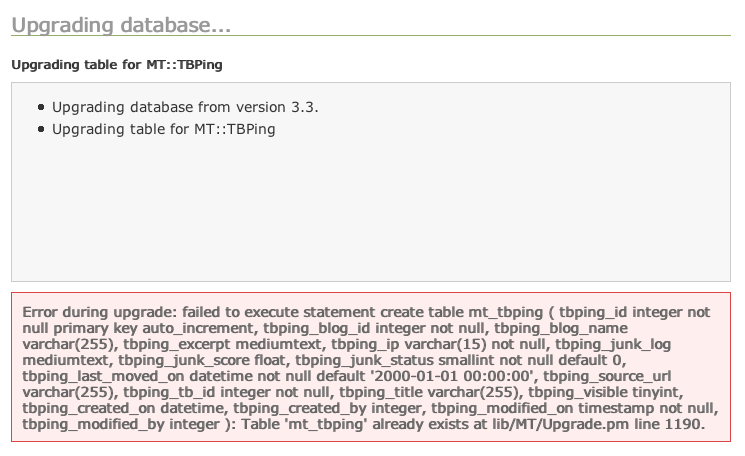 Upgrading database...
Upgrading table for MT::TBPing
Upgrading database from version 3.3.
Upgrading table for MT::TBPing
Error during upgrade: failed to execute statement create table mt_tbping ( tbping_id integer not
null primary key auto_increment, tbping_blog_id integer not null, tbping_blog_name
varchar(255), tbping_excerpt mediumtext, tbping_ip varchar(15) not null, tbping_junk_log
mediumtext, tbping_junk_score float, tbping_junk_status smallint not null default 0,
tbping_last_moved_on datetime not null default '2000-01-01 00:00:00', tbping_source_url
varchar(255), tbping_tb_id integer not null, tbping_title varchar(255), tbping_visible tinyint,
tbping_created_on datetime, tbping_created_by integer, tbping_modified_on timestamp not null,
tbping_modified_by integer ): Table 'mt_tbping' already exists at lib/MT/Upgrade.pm line 1190.